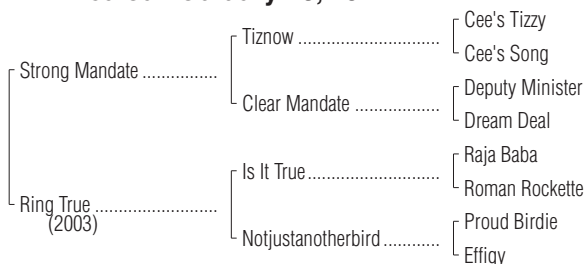 Tiznow ........................................
Cee's Tizzy
Cee's Song
Strong Mandate ................
Clear Mandate ..................
Deputy Minister
Dream Deal
Is It True ............................
Raja Baba
Roman Rockette
Ring True ..........................
(2003)
Notjustanotherbird ............
Proud Birdie
Effigy